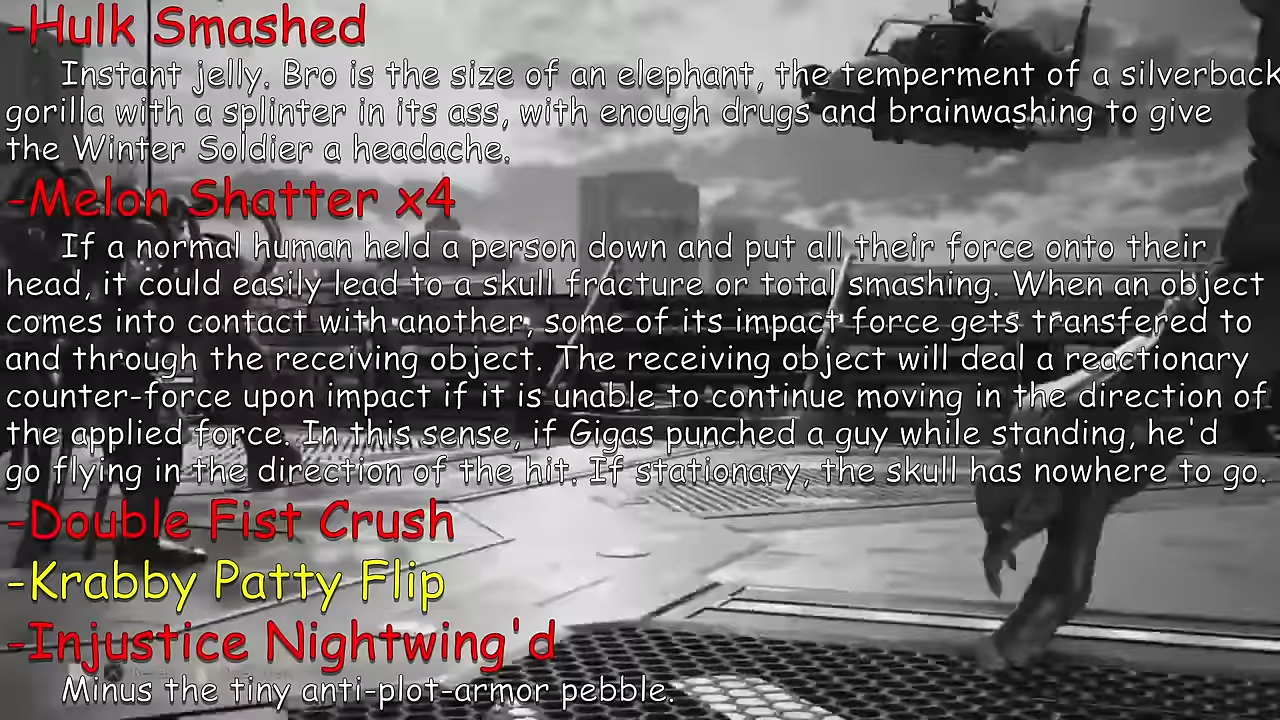 -Hulk Smashed
Instant jelly. Bro is the size of an elephant, the temperment of a silverback
gorilla with a splinter in its ass, with enough drugs and brainwashing to give
the Winter Soldier a headache.
-Melon Shatter x4
If a normal human held a person down and put all their force onto their
head, it could easily lead to a skull fracture or total smashing. When an object
comes into contact with another, some of its impact force gets transfered to
and through the receiving object. The receiving object will deal a reactionary
counter-force upon impact if it is unable to continue moving in the direction of
the applied force. In this sense, if Gigas punched a guy while standing, he'd
go flying in the direction of the hit. If stationary, the skull has nowhere to go.
-Double Fist Crush
-Krabby Patty Flip
-Injustice Nightwing'd
Minus the tiny anti-plot-armor pebble.